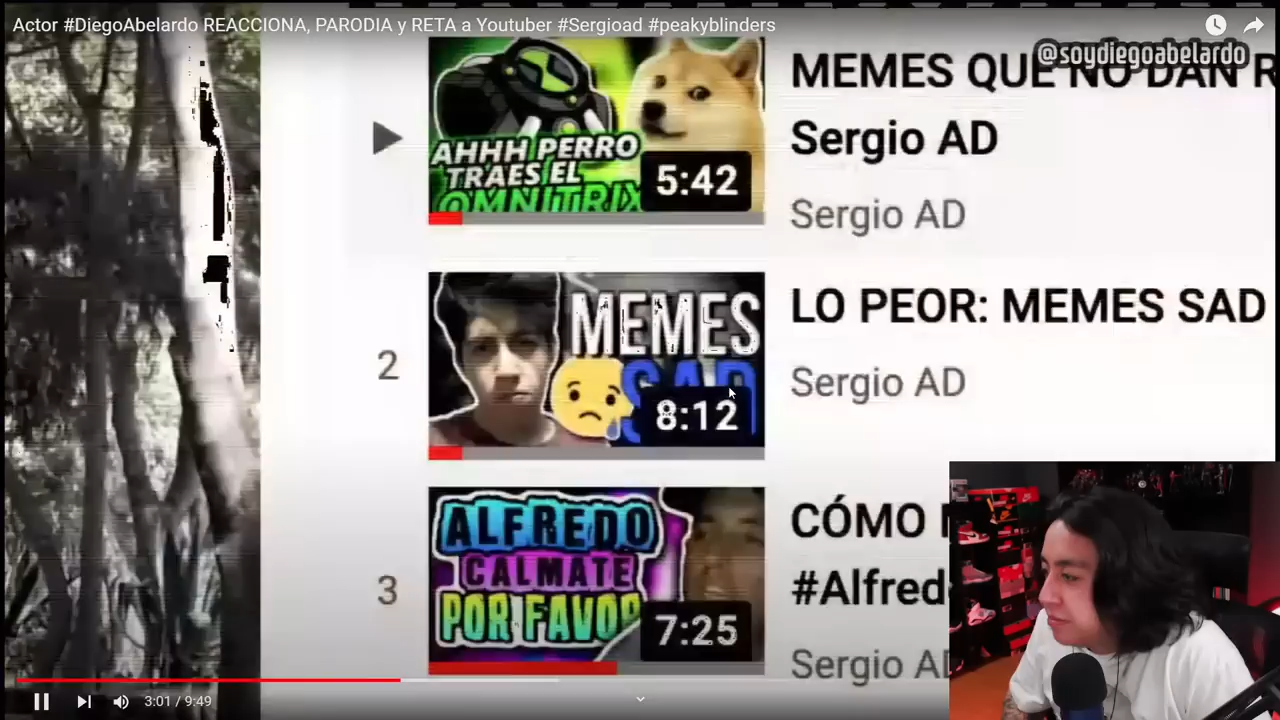 Actor #DiegoAbelardo REACCIONA, PARODIA y RETA a Youtuber #Sergioad #peakyblinders
@soydiegoabelardo
MEMES QUE NO DAN R
Sergio AD
Sergio AD
AHHH PERRO
TRAES EL
OMNITRIX
5:42
2
MEMES
SAD
8:12
LO PEOR: MEMES SAD
Sergio AD
3
ALFREDO
CALMATE
POR FAVOR
7:25
CÓMO
#Alfred
Sergio AD
3:01 / 9:49